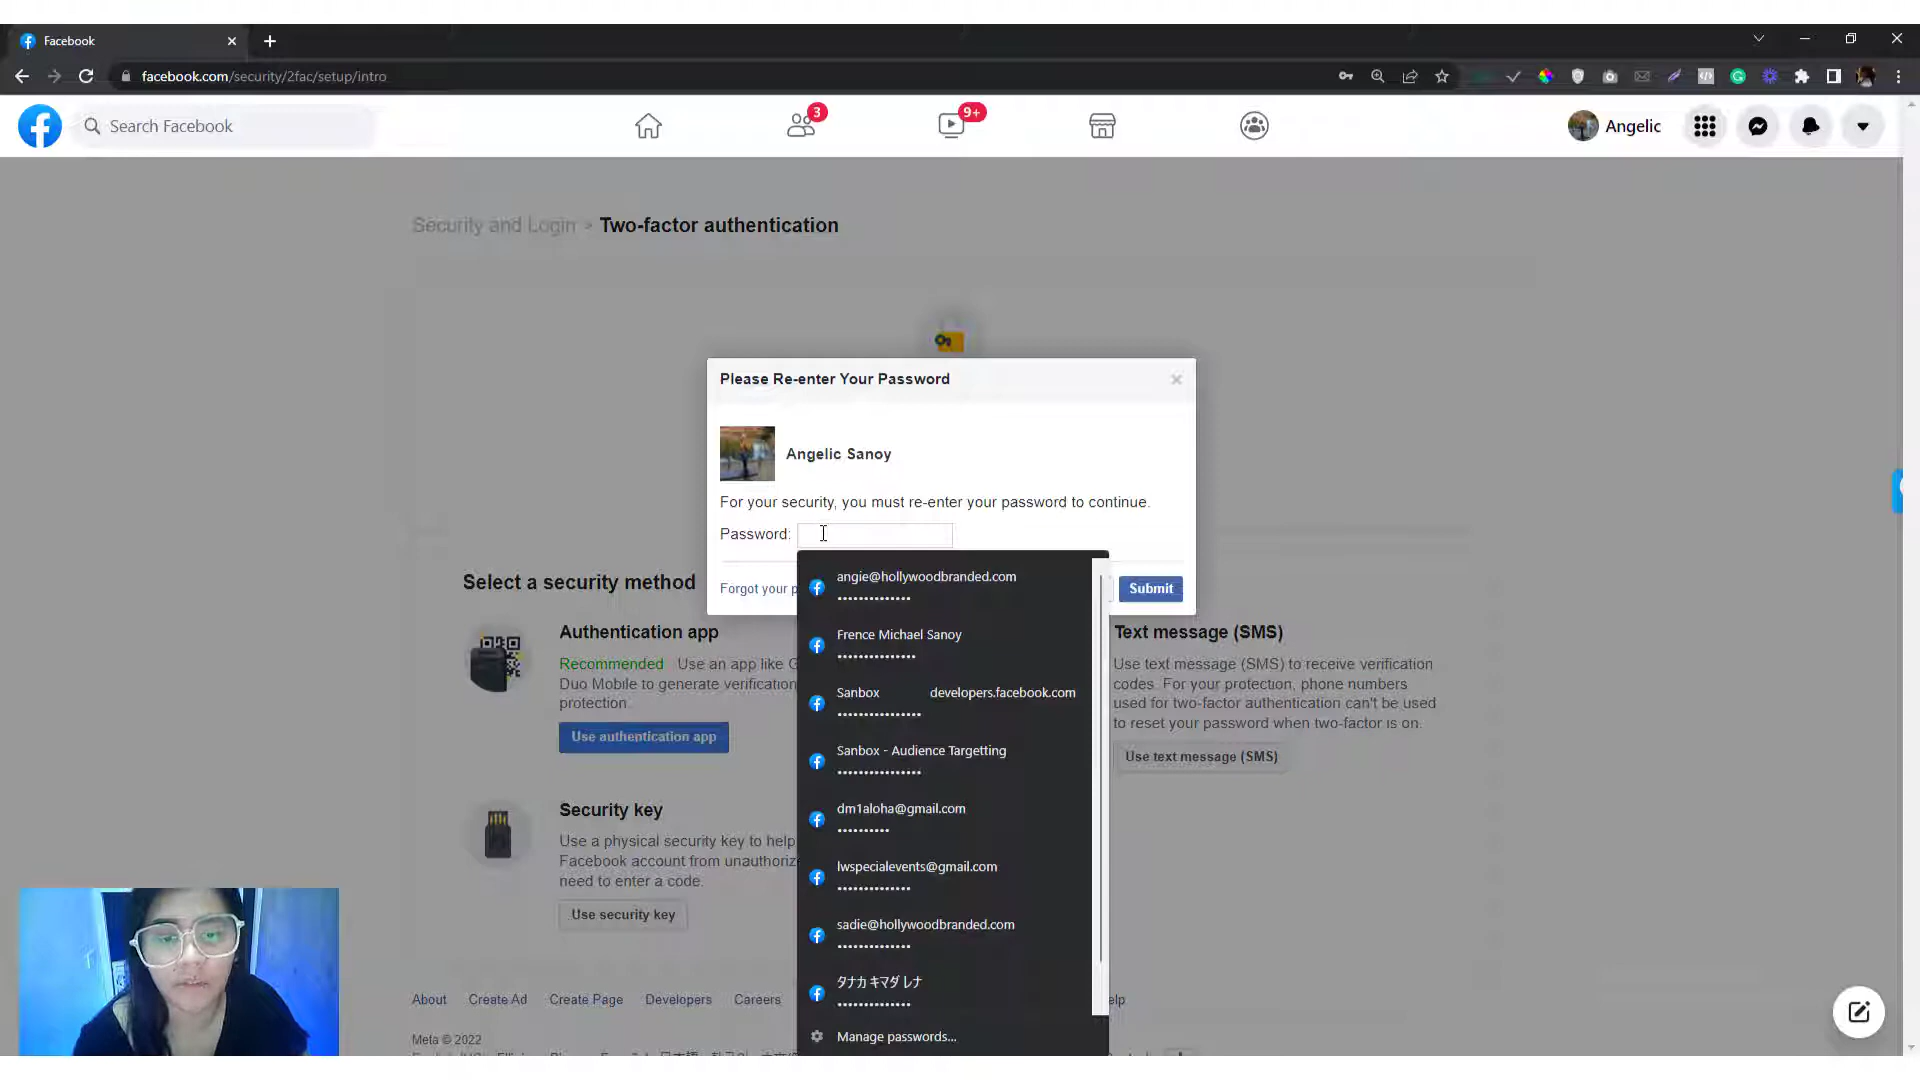 Facebook
facebook.com/security/2fac/setup/intro
Search Facebook
3
9+
Angelic
Security and Login > Two-factor authentication
Please Re-enter Your Password
Angelic Sanoy
For your security, you must re-enter your password to continue.
Password:
Forgot your p
Submit
angie@hollywoodbranded.com
••••••••••••••
Frence Michael Sanoy
•••••••••••••••
Sanbox developers.facebook.com
••••••••••••••••
Sanbox - Audience Targetting
••••••••••••••••
dm1aloha@gmail.com
••••••••••
lwspecialevents@gmail.com
••••••••••••••
sadie@hollywoodbranded.com
••••••••••••••
タナカ キマダ レナ
••••••••••••••
Manage passwords...
Select a security method
Authentication app
Recommended Use an app like G
Duo Mobile to generate verification
protection.
Use authentication app
Text message (SMS)
Use text message (SMS) to receive verification
codes. For your protection, phone numbers
used for two-factor authentication can't be used
to reset your password when two-factor is on.
Use text message (SMS)
Security key
Use a physical security key to help
Facebook account from unauthoriz
need to enter a code.
Use security key
About Create Ad Create Page Developers Careers elp
Meta © 2022